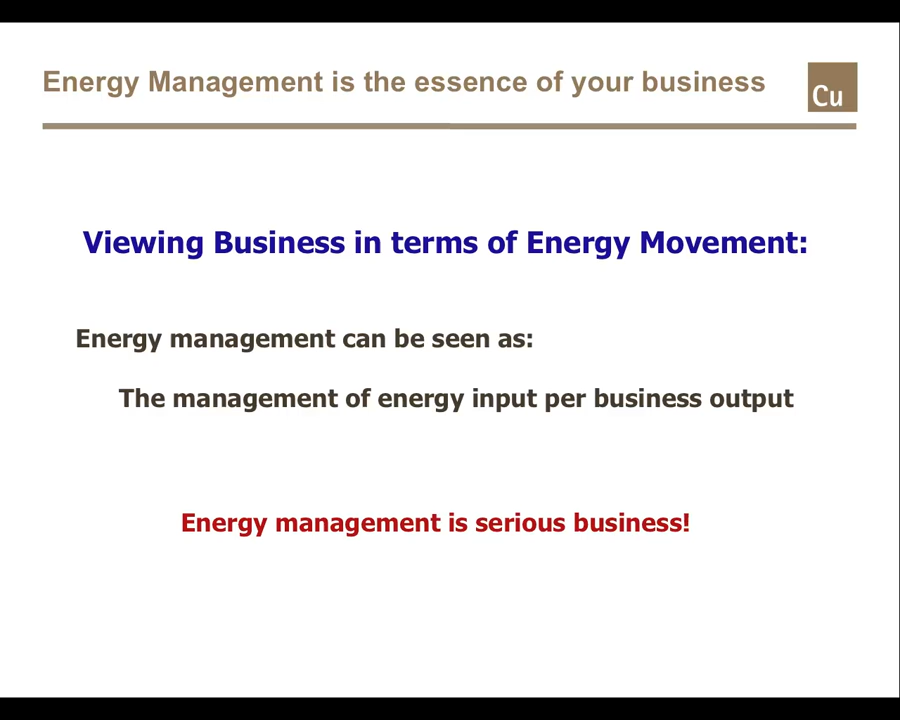 Energy Management is the essence of your business
Cu
Viewing Business in terms of Energy Movement:
Energy management can be seen as:
The management of energy input per business output
Energy management is serious business!